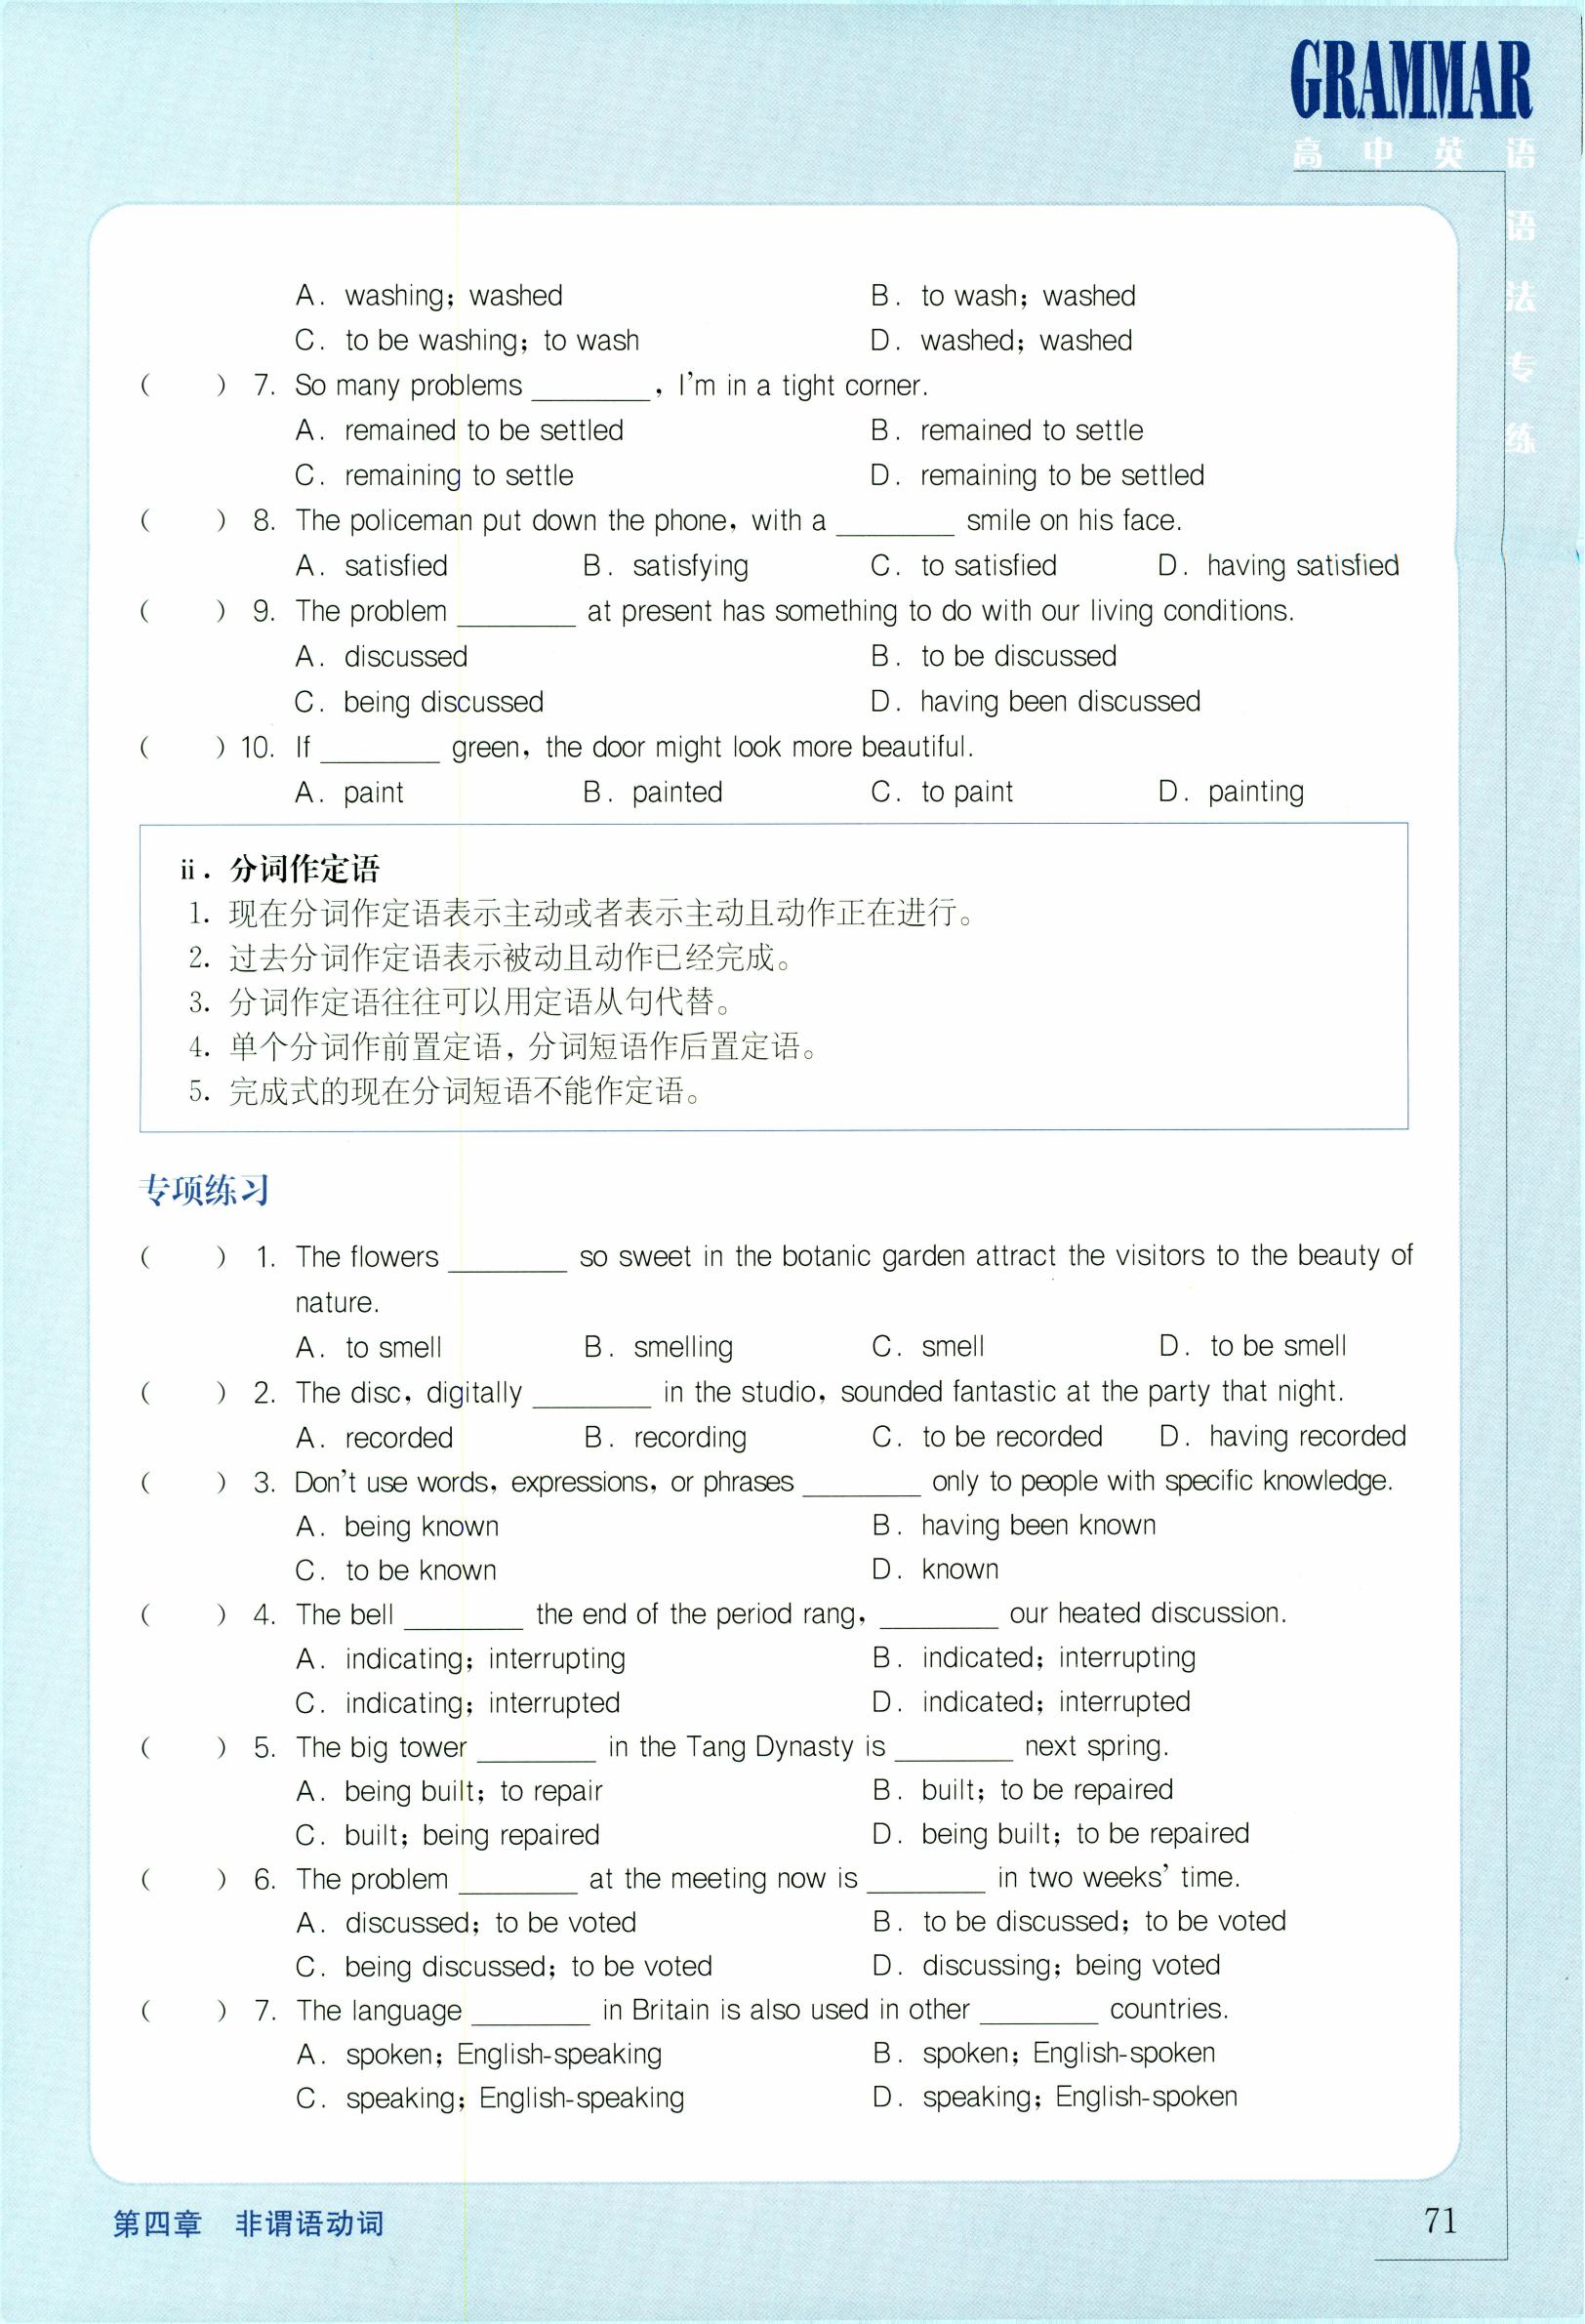 GRAMMAR
高中英语
语法专练
A. washing; washed B. to wash; washed
C. to be washing; to wash D. washed; washed
( ) 7. So many problems ________, I'm in a tight corner.
A. remained to be settled B. remained to settle
C. remaining to settle D. remaining to be settled
( ) 8. The policeman put down the phone, with a ________ smile on his face.
A. satisfied B. satisfying C. to satisfied D. having satisfied
( ) 9. The problem ________ at present has something to do with our living conditions.
A. discussed B. to be discussed
C. being discussed D. having been discussed
( ) 10. If ________ green, the door might look more beautiful.
A. paint B. painted C. to paint D. painting
ii. 分词作定语
1. 现在分词作定语表示主动或者表示主动且动作正在进行。
2. 过去分词作定语表示被动且动作已经完成。
3. 分词作定语往往可以用定语从句代替。
4. 单个分词作前置定语, 分词短语作后置定语。
5. 完成式的现在分词短语不能作定语。
专项练习
( ) 1. The flowers ________ so sweet in the botanic garden attract the visitors to the beauty of
nature.
A. to smell B. smelling C. smell D. to be smell
( ) 2. The disc, digitally ________ in the studio, sounded fantastic at the party that night.
A. recorded B. recording C. to be recorded D. having recorded
( ) 3. Don't use words, expressions, or phrases ________ only to people with specific knowledge.
A. being known B. having been known
C. to be known D. known
( ) 4. The bell ________ the end of the period rang, ________ our heated discussion.
A. indicating; interrupting B. indicated; interrupting
C. indicating; interrupted D. indicated; interrupted
( ) 5. The big tower ________ in the Tang Dynasty is ________ next spring.
A. being built; to repair B. built; to be repaired
C. built; being repaired D. being built; to be repaired
( ) 6. The problem ________ at the meeting now is ________ in two weeks' time.
A. discussed; to be voted B. to be discussed; to be voted
C. being discussed; to be voted D. discussing; being voted
( ) 7. The language ________ in Britain is also used in other ________ countries.
A. spoken; English-speaking B. spoken; English-spoken
C. speaking; English-speaking D. speaking; English-spoken
第四章 非谓语动词 71